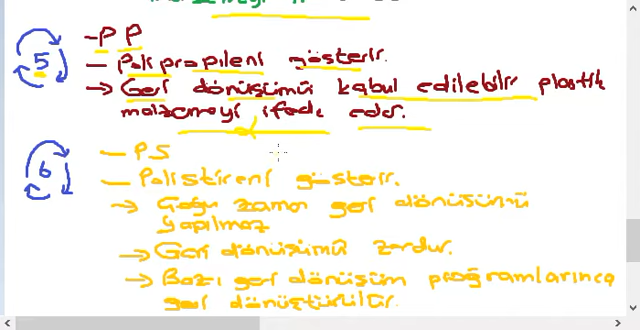 5
-PP
- Polipropileni gösterir.
→ Geri dönüşümü kabul edilebilir plastik
malzemeyi ifade eder.
6
- PS
- Polistireni gösterir.
→ Çoğu zaman geri dönüşümü
yapılmaz
→ Geri dönüşümü zordur.
→ Bazı geri dönüşüm programlarınca
geri dönüştürülür.